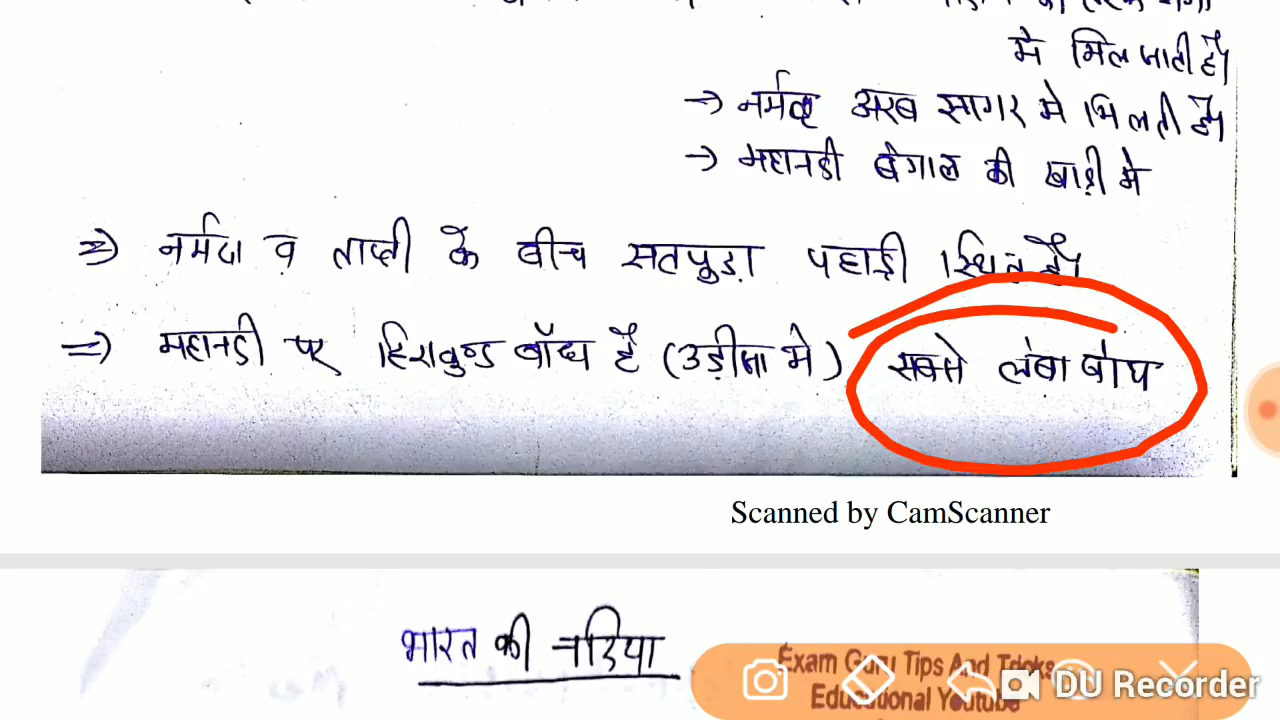 में मिल जाती है।
→ नर्मदा अरब सागर मे मिलती है।
→ महानदी बंगाल की खाड़ी मे
⇒ नर्मदा व ताप्ती के बीच सतपुड़ा पहाड़ी स्थित है।
⇒ महानदी पर हिराकुण्ड बाँध है (उड़ीसा मे) सबसे लंबा बांध
Scanned by CamScanner
भारत की नदिया
Exam Guru Tips And Tricks
Educational Youtube
DU Recorder